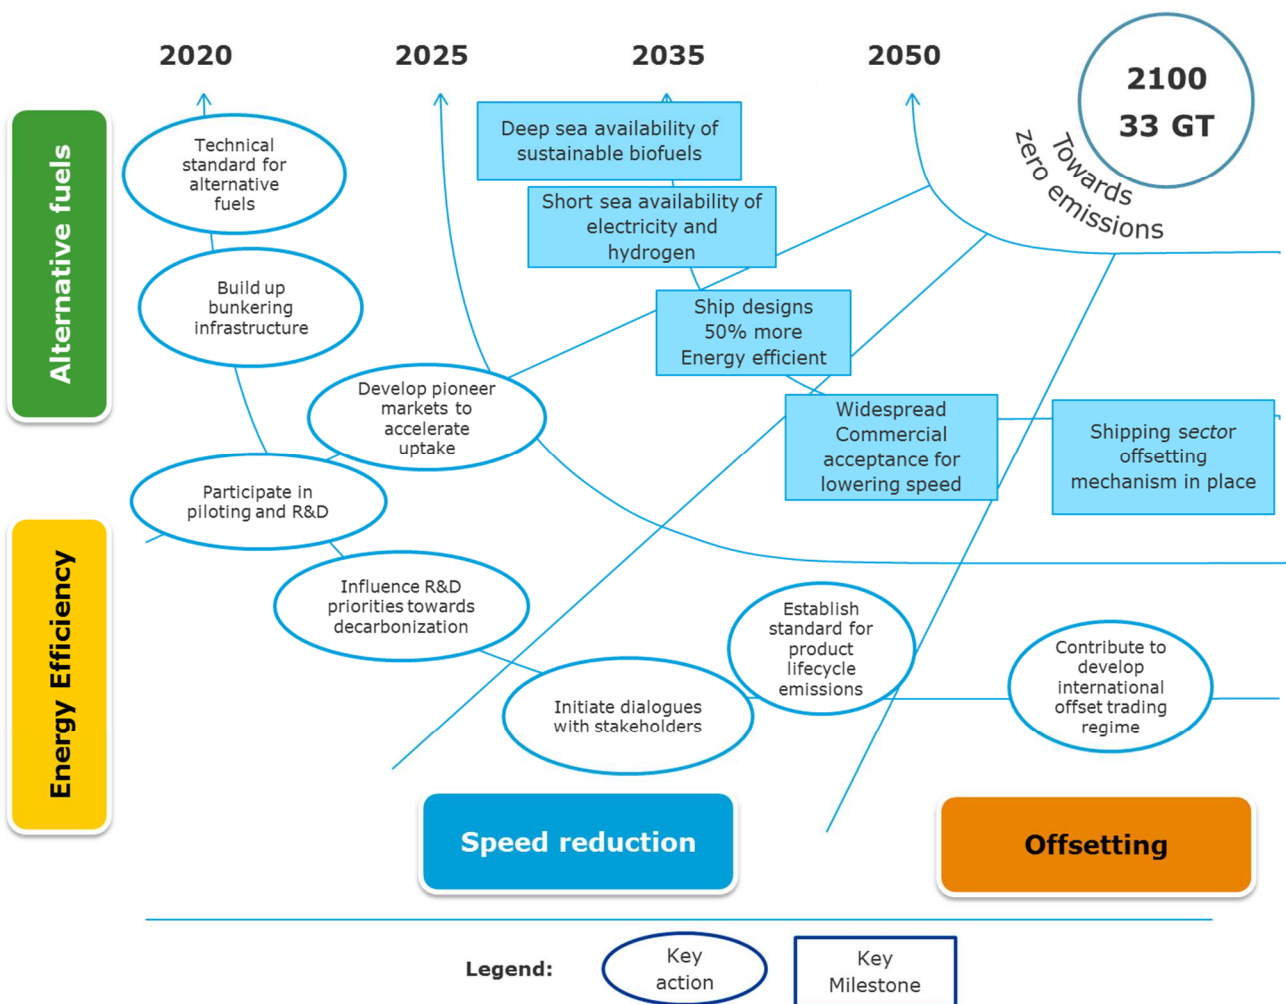 2020
2025
2035
2050
2100
33 GT
Towards
zero emissions
Alternative fuels
Technical
standard for
alternative
fuels
Deep sea availability of
sustainable biofuels
Short sea availability of
electricity and
hydrogen
Build up
bunkering
infrastructure
Ship designs
50% more
Energy efficient
Develop pioneer
markets to
accelerate
uptake
Widespread
Commercial
acceptance for
lowering speed
Shipping sector
offsetting
mechanism in place
Participate in
piloting and R&D
Energy Efficiency
Influence R&D
priorities towards
decarbonization
Establish
standard for
product
lifecycle
emissions
Contribute to
develop
international
offset trading
regime
Initiate dialogues
with stakeholders
Speed reduction
Offsetting
Legend:
Key
action
Key
Milestone